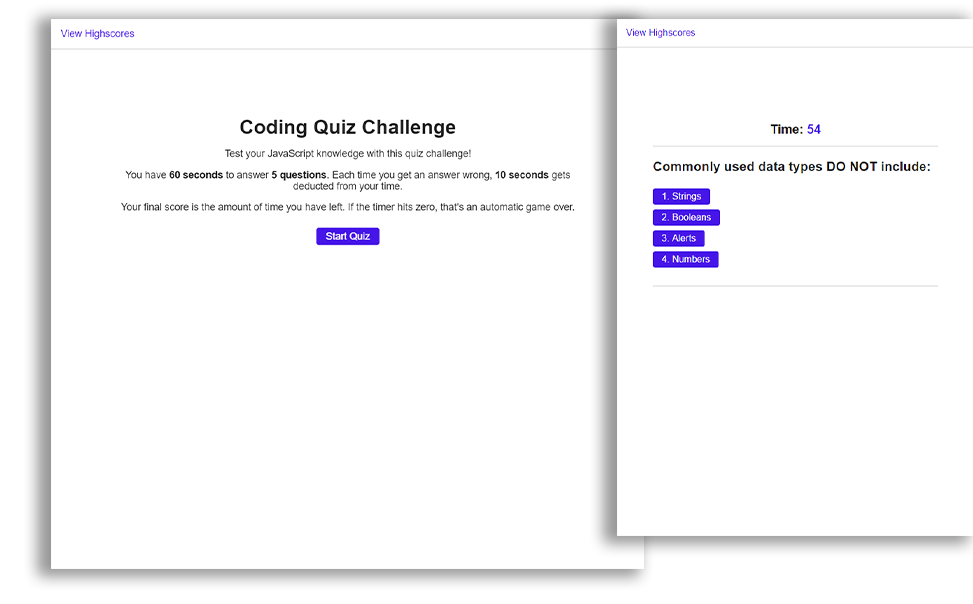 View Highscores
Coding Quiz Challenge
Test your JavaScript knowledge with this quiz challenge!
You have 60 seconds to answer 5 questions. Each time you get an answer wrong, 10 seconds gets
deducted from your time.
Your final score is the amount of time you have left. If the timer hits zero, that's an automatic game over.
Start Quiz
View Highscores
Time: 54
Commonly used data types DO NOT include:
1. Strings
2. Booleans
3. Alerts
4. Numbers